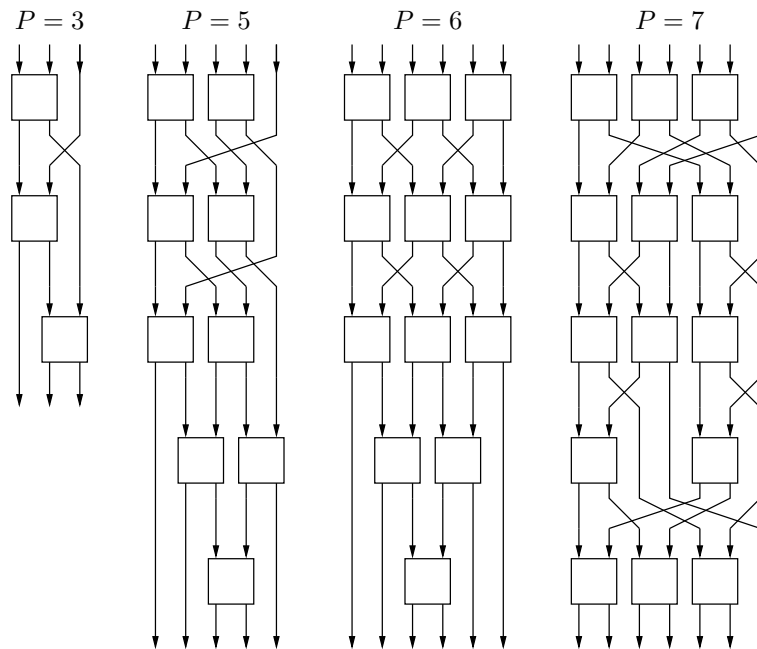 P = 3 P = 5 P = 6 P = 7